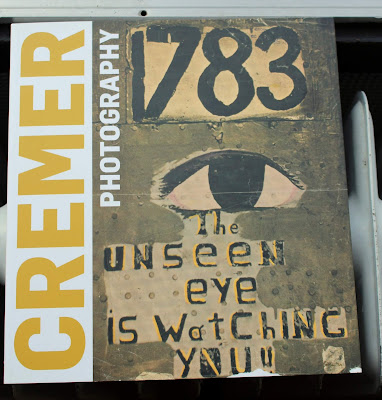 CREMER
PHOTOGRAPHY
1783
The
UNSEEN
eYe
iS WatChING
YOU!!